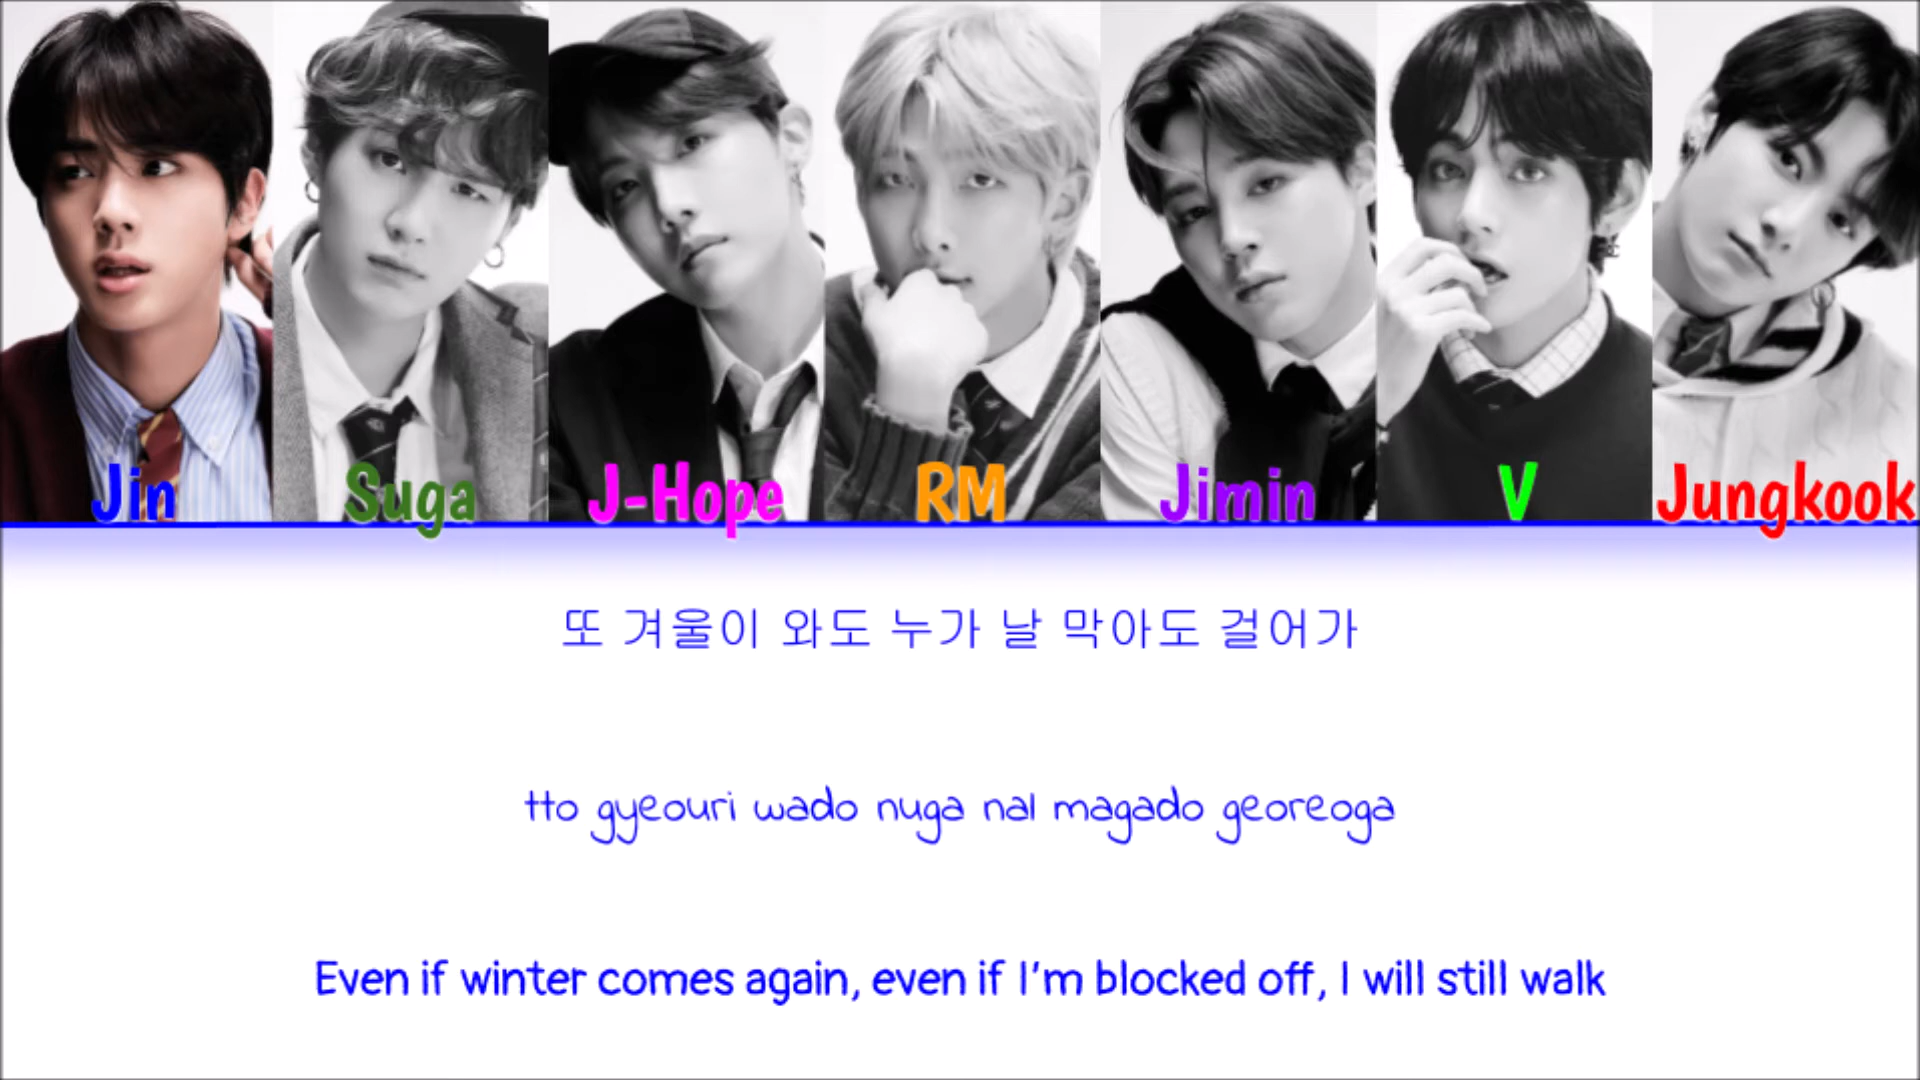 Jin Suga J-Hope RM Jimin V Jungkook
또 겨울이 와도 누가 날 막아도 걸어가
tto gyeouri wado nuga nal magado georeoga
Even if winter comes again, even if I'm blocked off, I will still walk